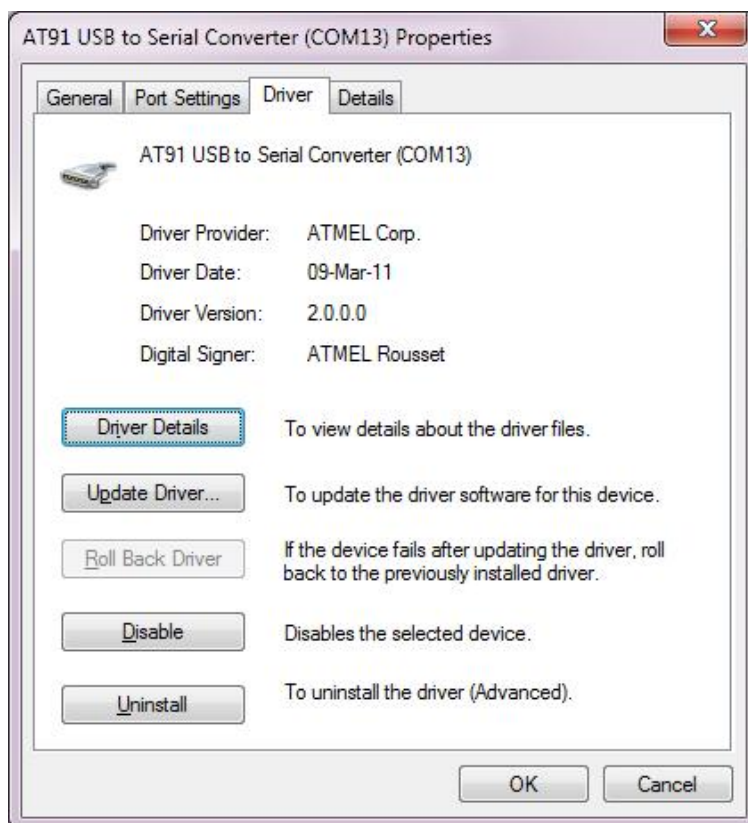 AT91 USB to Serial Converter (COM13) Properties
General Port Settings Driver Details
AT91 USB to Serial Converter (COM13)
Driver Provider: ATMEL Corp.
Driver Date: 09-Mar-11
Driver Version: 2.0.0.0
Digital Signer: ATMEL Rousset
Driver Details To view details about the driver files.
Update Driver... To update the driver software for this device.
Roll Back Driver If the device fails after updating the driver, roll
back to the previously installed driver.
Disable Disables the selected device.
Uninstall To uninstall the driver (Advanced).
OK Cancel